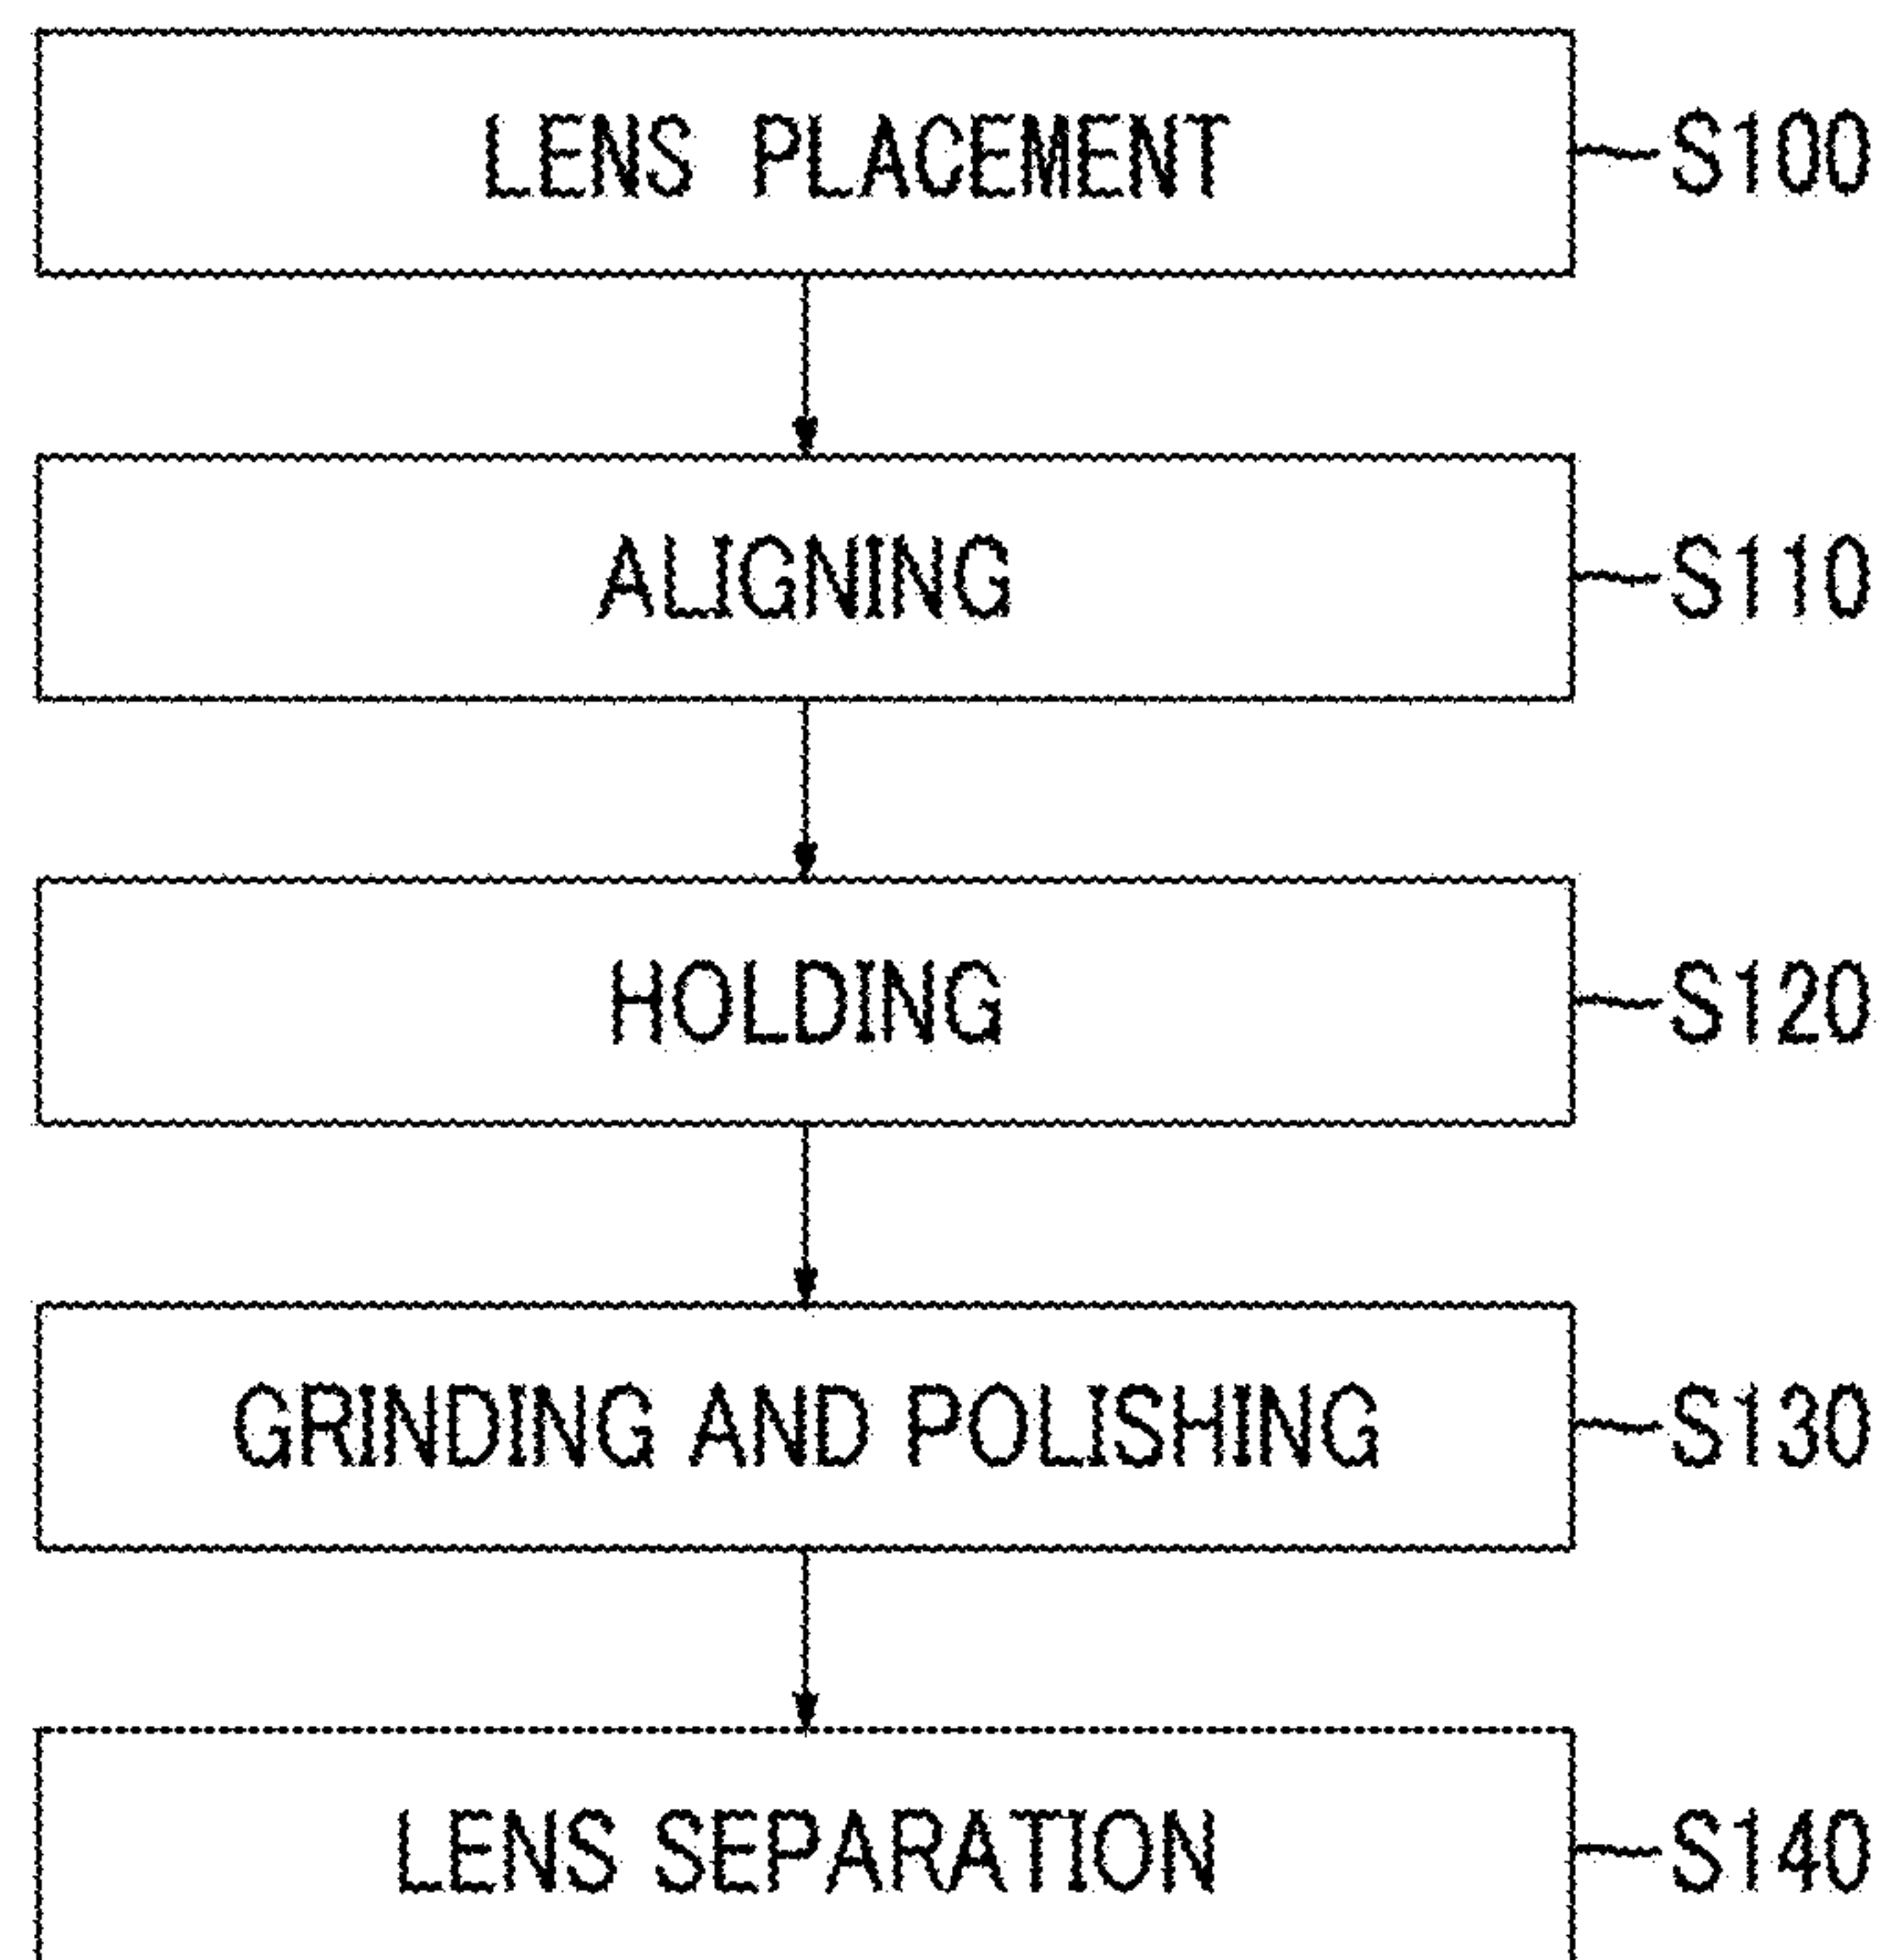 LENS PLACEMENT S100
ALIGNING S110
HOLDING S120
GRINDING AND POLISHING S130
LENS SEPARATION S140